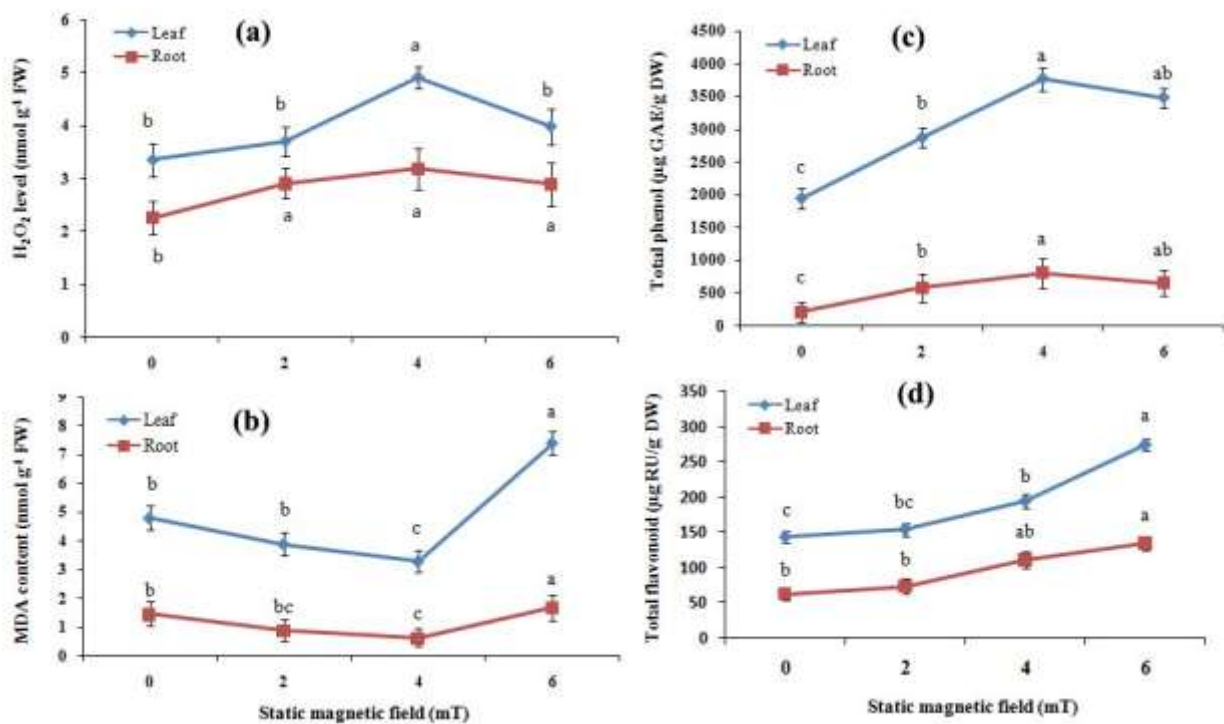 (a)
Leaf
Root
H₂O₂ level (nmol g⁻¹ FW)
6
5
4
3
2
1
0
b
b
a
b
b
a
a
a
0
2
4
6
(c)
Leaf
Root
Total phenol (µg GAE/g DW)
4500
4000
3500
3000
2500
2000
1500
1000
500
0
c
b
a
ab
c
b
a
ab
0
2
4
6
(b)
Leaf
Root
MDA content (nmol g⁻¹ FW)
9
8
7
6
5
4
3
2
1
0
b
b
c
a
b
bc
c
a
0
2
4
6
Static magnetic field (mT)
(d)
Leaf
Root
Total flavonoid (µg RU/g DW)
350
300
250
200
150
100
50
0
c
bc
b
a
b
b
ab
a
0
2
4
6
Static magnetic field (mT)